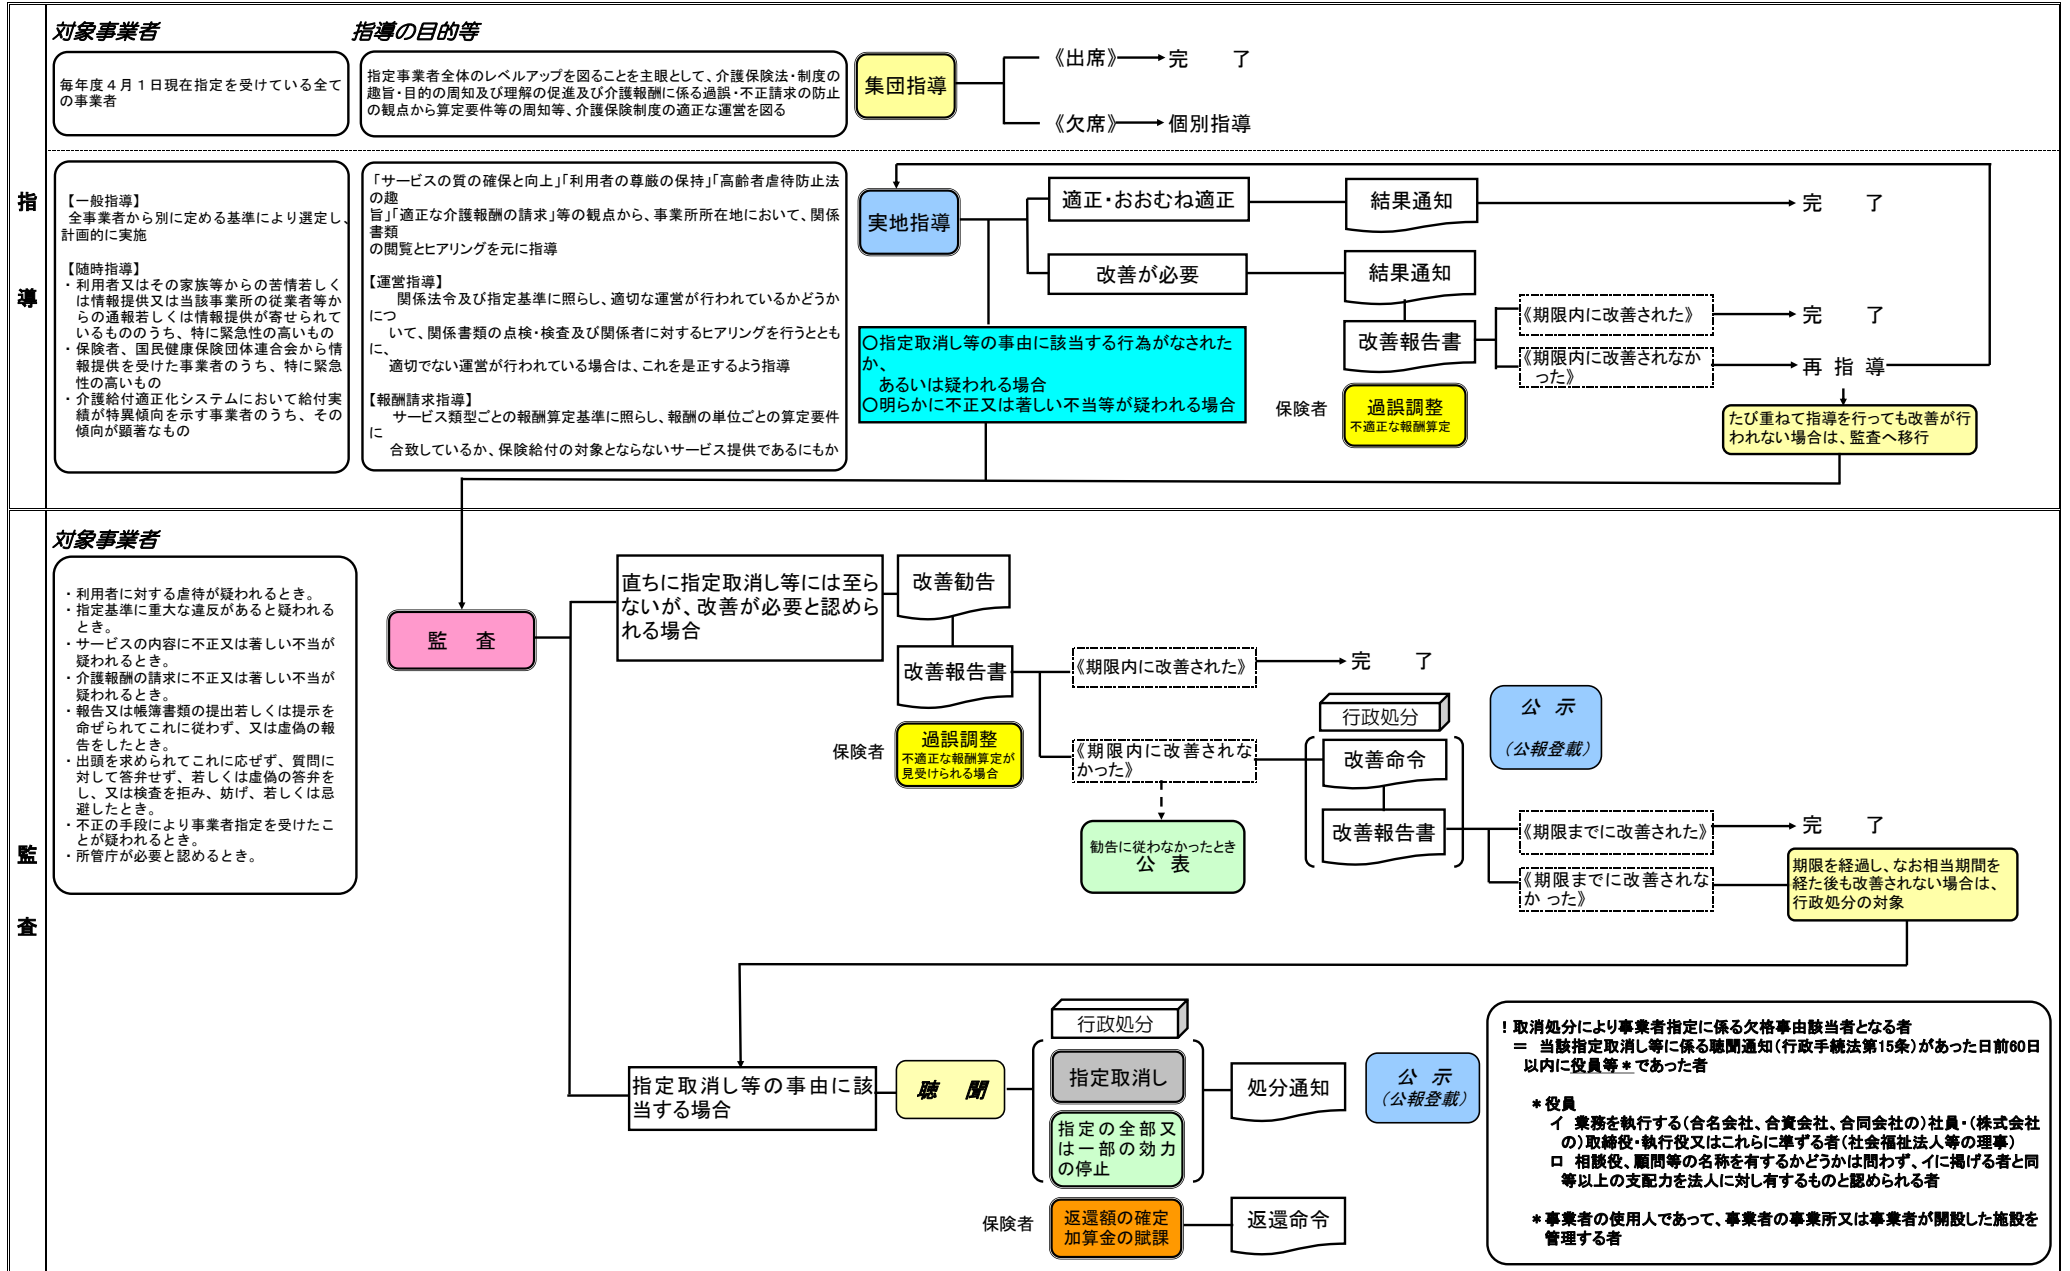 対象事業者
指導の目的等
毎年度４月１日現在指定を受けている全て
の事業者
指定事業者全体のレベルアップを図ることを主眼として、介護保険法・制度の
趣旨・目的の周知及び理解の促進及び介護報酬に係る過誤・不正請求の防止
の観点から算定要件等の周知等、介護保険制度の適正な運営を図る
集団指導
《出席》
完　了
《欠席》
個別指導
指
導
【一般指導】
全事業者から別に定める基準により選定し、
計画的に実施
【随時指導】
・利用者又はその家族等からの苦情若しく
は情報提供又は当該事業所の従業者等か
らの通報若しくは情報提供が寄せられて
いるもののうち、特に緊急性の高いもの
・保険者、国民健康保険団体連合会から情
報提供を受けた事業者のうち、特に緊急
性の高いもの
・介護給付適正化システムにおいて給付実
績が特異傾向を示す事業者のうち、その
傾向が顕著なもの
「サービスの質の確保と向上」「利用者の尊厳の保持」「高齢者虐待防止法
の趣
旨」「適正な介護報酬の請求」等の観点から、事業所所在地において、関係
書類
の閲覧とヒアリングを元に指導
【運営指導】
関係法令及び指定基準に照らし、適切な運営が行われているかどうか
につ
いて、関係書類の点検・検査及び関係者に対するヒアリングを行うととも
に、
適切でない運営が行われている場合は、これを是正するよう指導
【報酬請求指導】
サービス類型ごとの報酬算定基準に照らし、報酬の単位ごとの算定要件
に
合致しているか、保険給付の対象とならないサービス提供であるにもか
実地指導
適正・おおむね適正
結果通知
完　了
改善が必要
結果通知
改善報告書
《期限内に改善された》
完　了
《期限内に改善されなか
った》
再 指 導
○指定取消し等の事由に該当する行為がなされた
か、
あるいは疑われる場合
○明らかに不正又は著しい不当等が疑われる場合
保険者
過誤調整
不適正な報酬算定
たび重ねて指導を行っても改善が行
われない場合は、監査へ移行
監
査
対象事業者
・利用者に対する虐待が疑われるとき。
・指定基準に重大な違反があると疑われる
とき。
・サービスの内容に不正又は著しい不当が
疑われるとき。
・介護報酬の請求に不正又は著しい不当が
疑われるとき。
・報告又は帳簿書類の提出若しくは提示を
命ぜられてこれに従わず、又は虚偽の報
告をしたとき。
・出頭を求められてこれに応ぜず、質問に
対して答弁せず、若しくは虚偽の答弁を
し、又は検査を拒み、妨げ、若しくは忌
避したとき。
・不正の手段により事業者指定を受けたこ
とが疑われるとき。
・所管庁が必要と認めるとき。
監　査
直ちに指定取消し等には至ら
ないが、改善が必要と認めら
れる場合
改善勧告
改善報告書
《期限内に改善された》
完　了
保険者
過誤調整
不適正な報酬算定が
見受けられる場合
《期限内に改善されな
かった》
勧告に従わなかったとき
公 表
行政処分
改善命令
改善報告書
公 示
（公報登載）
《期限までに改善された》
完　了
《期限までに改善されな
か った》
期限を経過し、なお相当期間を
経た後も改善されない場合は、
行政処分の対象
指定取消し等の事由に該
当する場合
聴　聞
行政処分
指定取消し
指定の全部又
は一部の効力
の停止
処分通知
公 示
（公報登載）
保険者
返還額の確定
加算金の賦課
返還命令
！取消処分により事業者指定に係る欠格事由該当者となる者
＝ 当該指定取消し等に係る聴聞通知（行政手続法第15条）があった日前60日
以内に役員等＊であった者
＊役員
イ 業務を執行する（合名会社、合資会社、合同会社の）社員・（株式会社
の）取締役・執行役又はこれらに準ずる者（社会福祉法人等の理事）
ロ 相談役、顧問等の名称を有するかどうかは問わず、イに掲げる者と同
等以上の支配力を法人に対し有するものと認められる者
＊事業者の使用人であって、事業者の事業所又は事業者が開設した施設を
管理する者